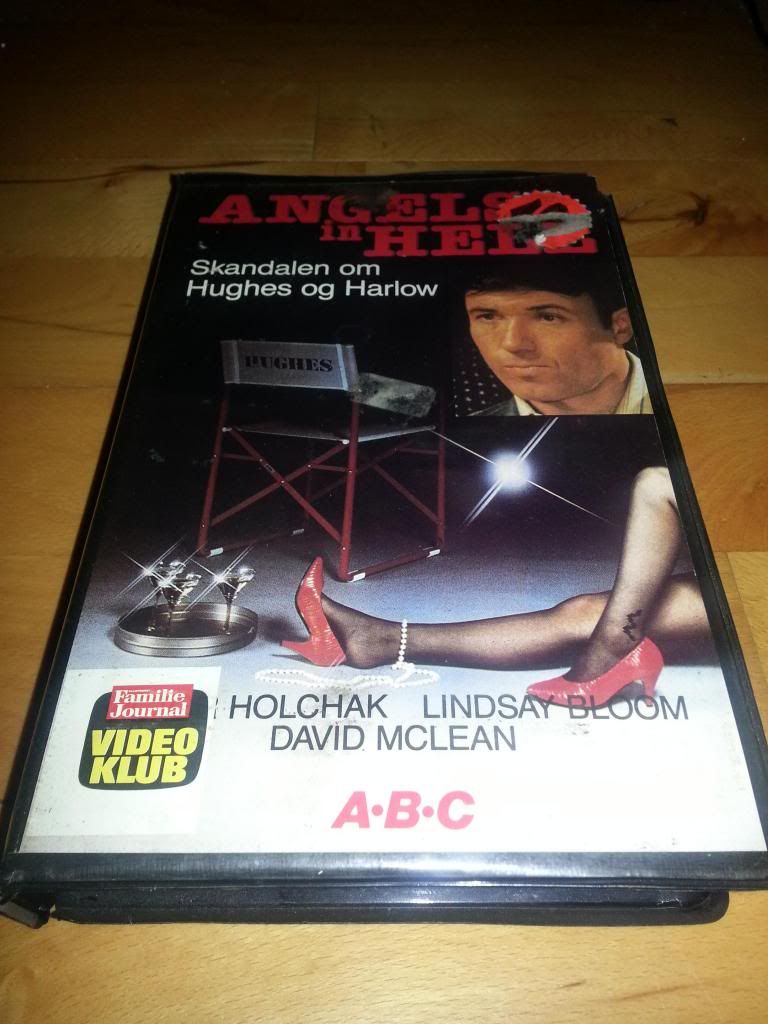 ANGELS
in HELL
Skandalen om
Hughes og Harlow
HUGHES
HOLCHAK LINDSAY BLOOM
DAVID MCLEAN
Familie
Journal
VIDEO
KLUB
A•B•C